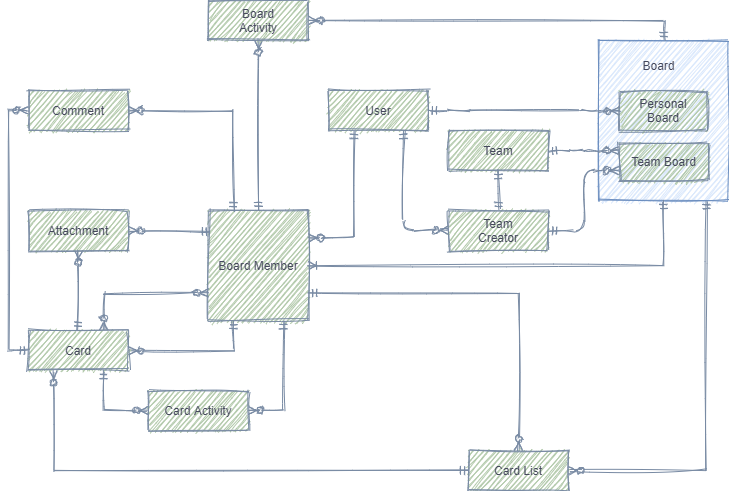 Board
Activity
Board
Comment
User
Personal
Board
Team
Team Board
Attachment
Team
Creator
Board Member
Card
Card Activity
Card List